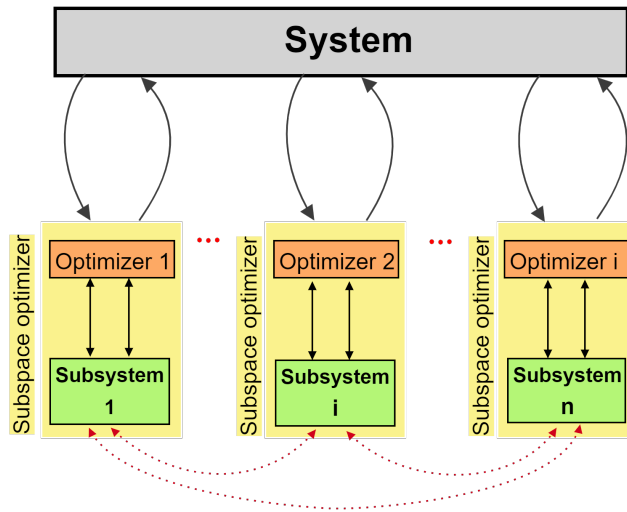 System
Subspace optimizer
Optimizer 1
Subsystem
1
...
Subspace optimizer
Optimizer 2
Subsystem
i
...
Subspace optimizer
Optimizer i
Subsystem
n